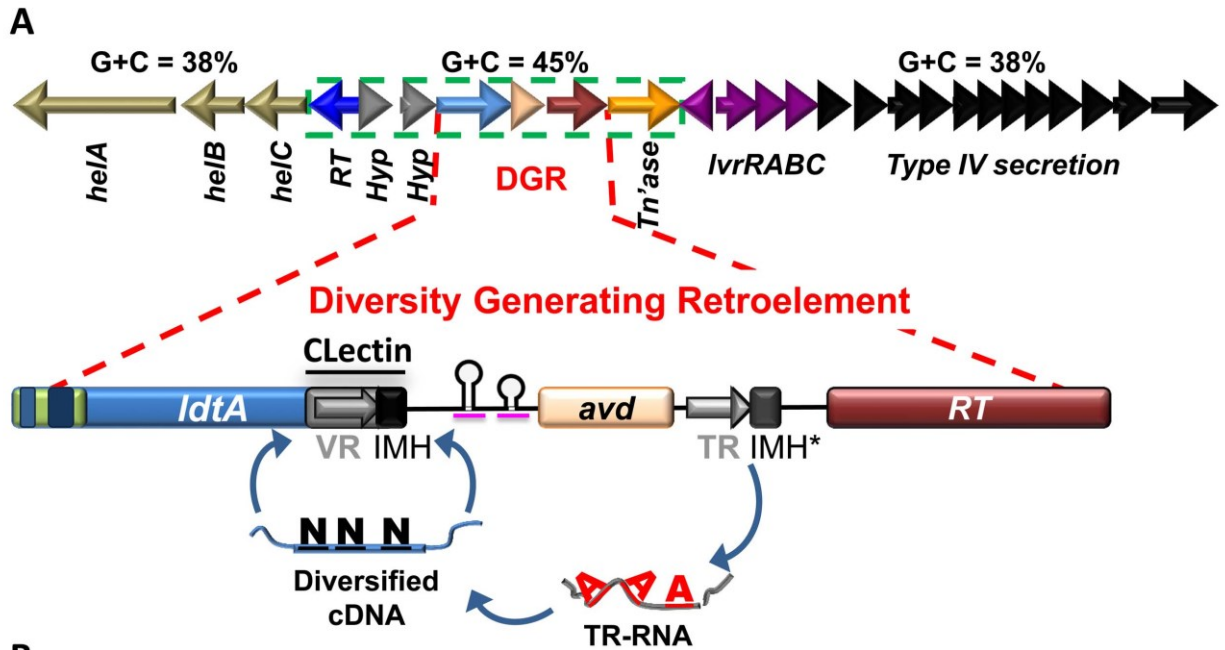 A
G+C = 38% G+C = 45% G+C = 38%
helA helB helC RT Hyp Hyp DGR Tn'ase lvrRABC Type IV secretion
Diversity Generating Retroelement
CLectin
ldtA avd RT
VR IMH TR IMH*
N N N
Diversified
cDNA
A A A
TR-RNA